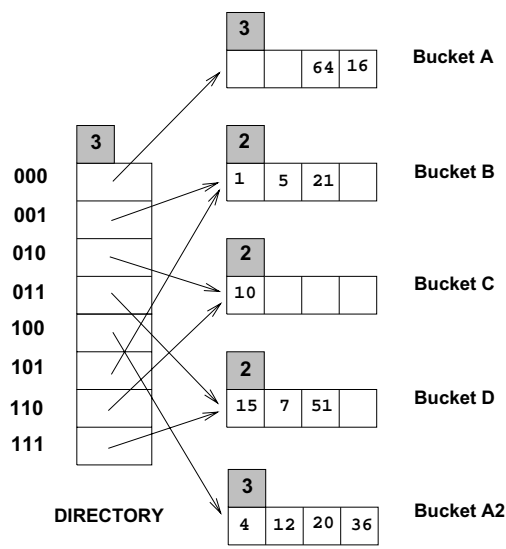 3
64 16 Bucket A
3
2
000
1 5 21 Bucket B
001
010
2
011
10 Bucket C
100
101
2
110
15 7 51 Bucket D
111
3
DIRECTORY
4 12 20 36 Bucket A2